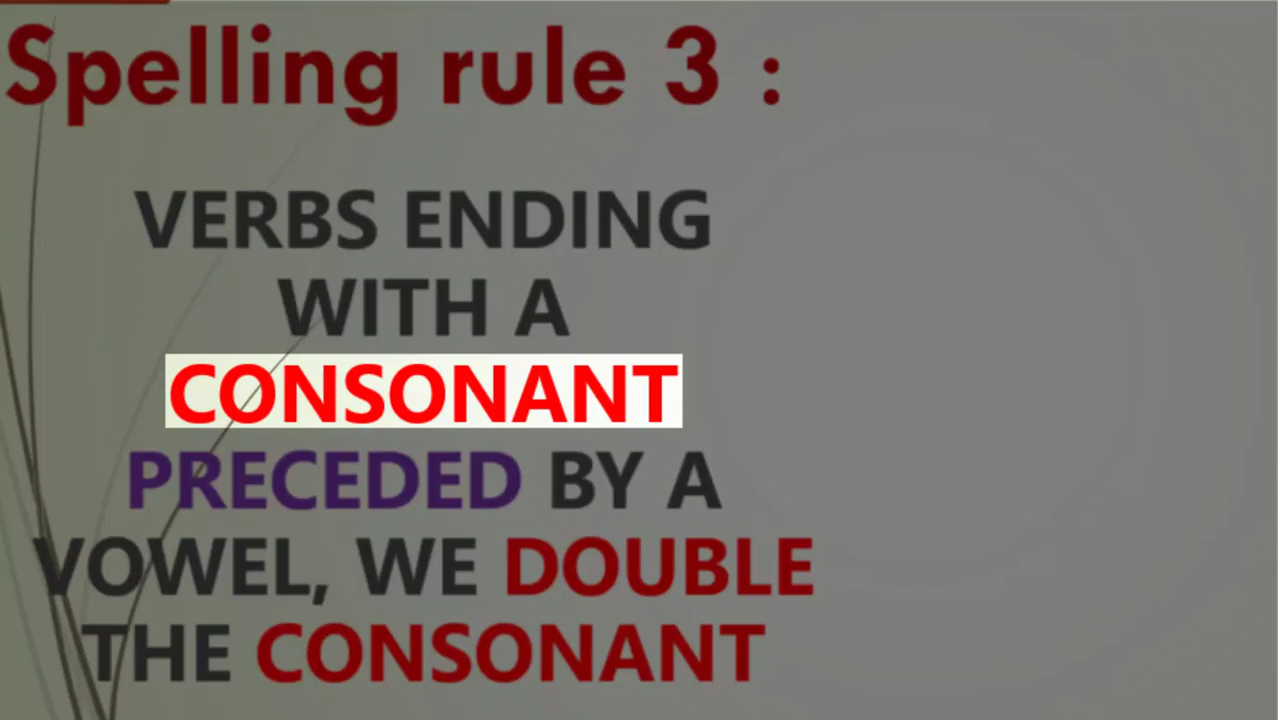 Spelling rule 3 :
VERBS ENDING
WITH A
CONSONANT
PRECEDED BY A
VOWEL, WE DOUBLE
THE CONSONANT